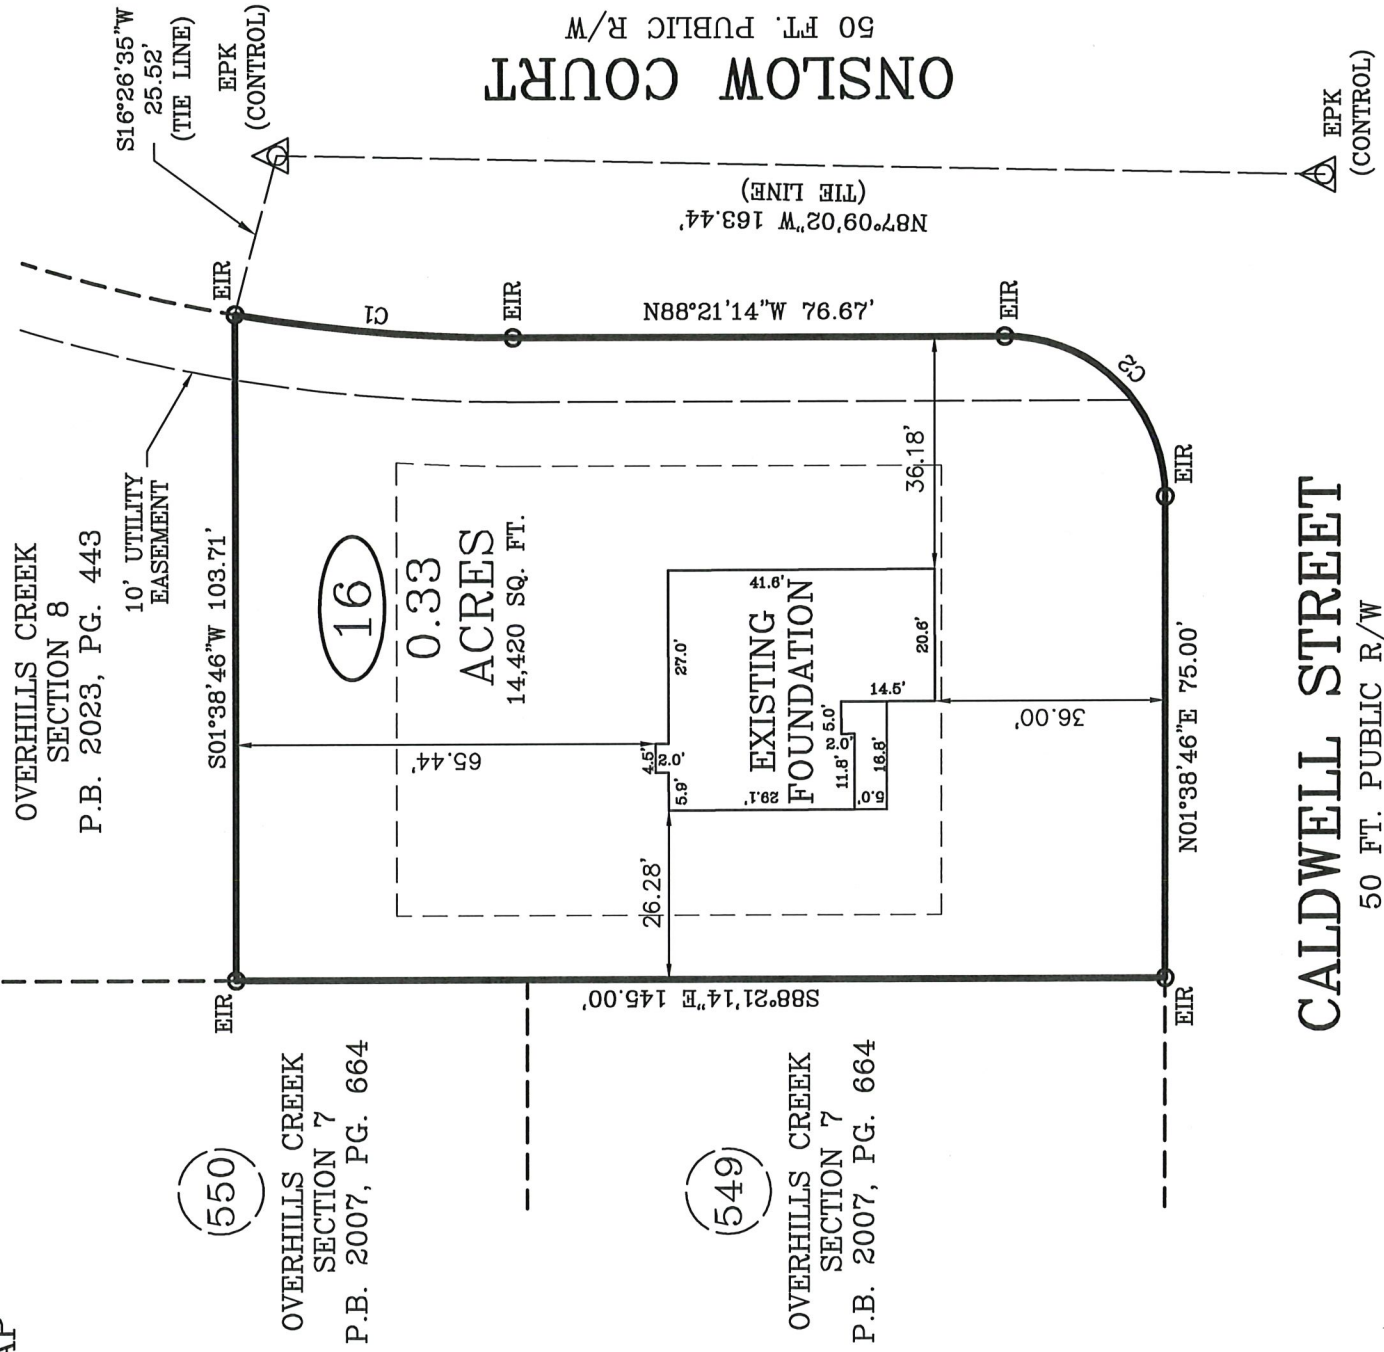 S16°26'35"W
25.52'
(TIE LINE)
EPK
(CONTROL)
ONSLOW COURT
50 FT. PUBLIC R/W
N87°09'02"W 163.44'
(TIE LINE)
EPK
(CONTROL)
OVERHILLS CREEK
SECTION 8
P.B. 2023, PG. 443
10' UTILITY
EASEMENT
EIR
C1
EIR
N88°21'14"W 76.67'
EIR
C2
EIR
S01°38'46"W 103.71'
16
0.33
ACRES
14,420 SQ. FT.
36.18'
65.44'
41.6'
27.0'
EXISTING
FOUNDATION
20.6'
14.5'
5.0'
2.0'
11.8'
16.8'
5.0'
29.1'
4.5'
2.0'
5.9'
36.00'
26.28'
N01°38'46"E 75.00'
CALDWELL STREET
50 FT. PUBLIC R/W
EIR
S88°21'14"E 145.00'
EIR
550
OVERHILLS CREEK
SECTION 7
P.B. 2007, PG. 664
549
OVERHILLS CREEK
SECTION 7
P.B. 2007, PG. 664